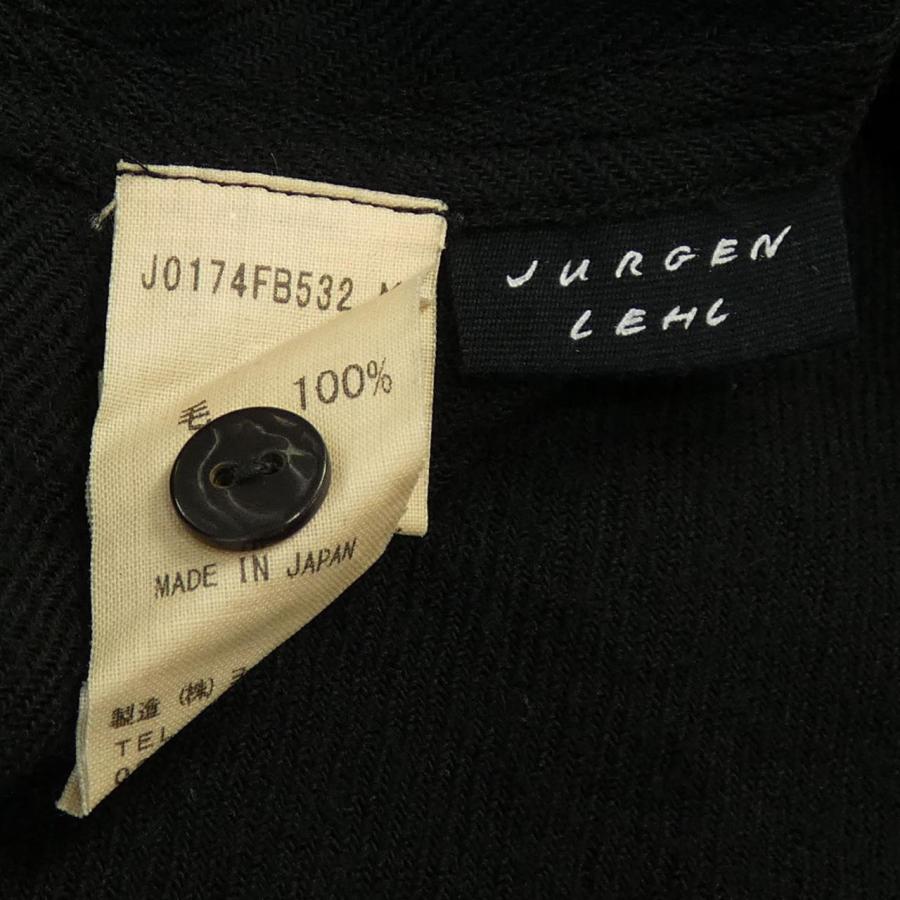 J0174FB532 M
毛 100%
MADE IN JAPAN
製造 (株)
TEL
JURGEN
LEHL